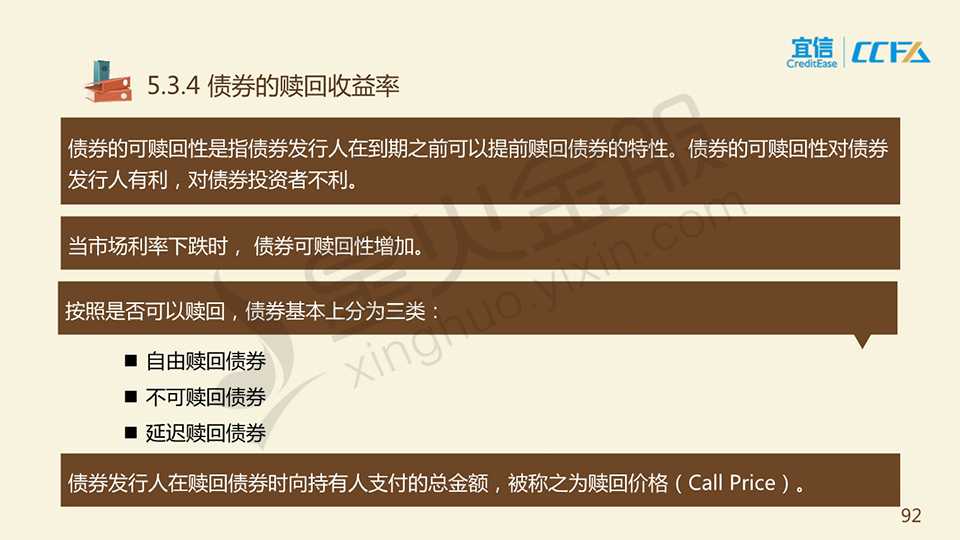 宜信
CreditEase
CCFA
5.3.4 债券的赎回收益率
债券的可赎回性是指债券发行人在到期之前可以提前赎回债券的特性。债券的可赎回性对债券
发行人有利，对债券投资者不利。
当市场利率下跌时， 债券可赎回性增加。
按照是否可以赎回，债券基本上分为三类：
■ 自由赎回债券
■ 不可赎回债券
■ 延迟赎回债券
债券发行人在赎回债券时向持有人支付的总金额，被称之为赎回价格（Call Price）。
星火金服
xinghuo.yixin.com
92